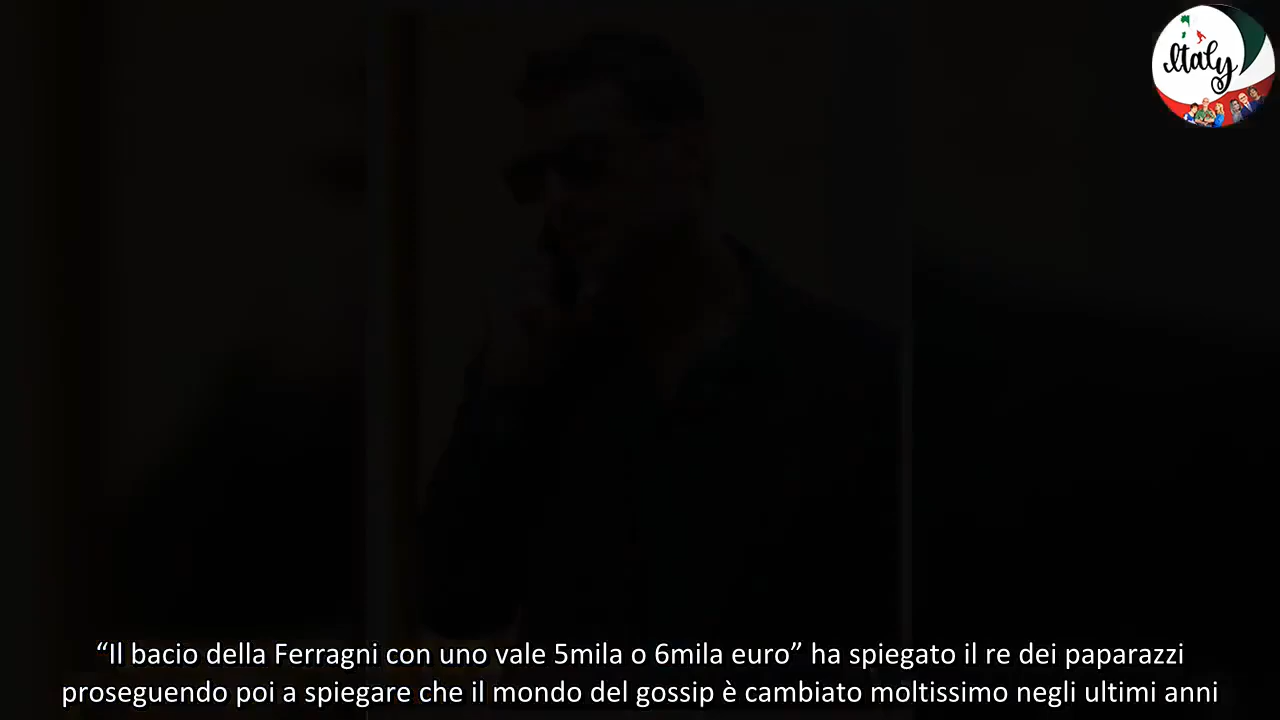 Italy
“Il bacio della Ferragni con uno vale 5mila o 6mila euro” ha spiegato il re dei paparazzi
proseguendo poi a spiegare che il mondo del gossip è cambiato moltissimo negli ultimi anni